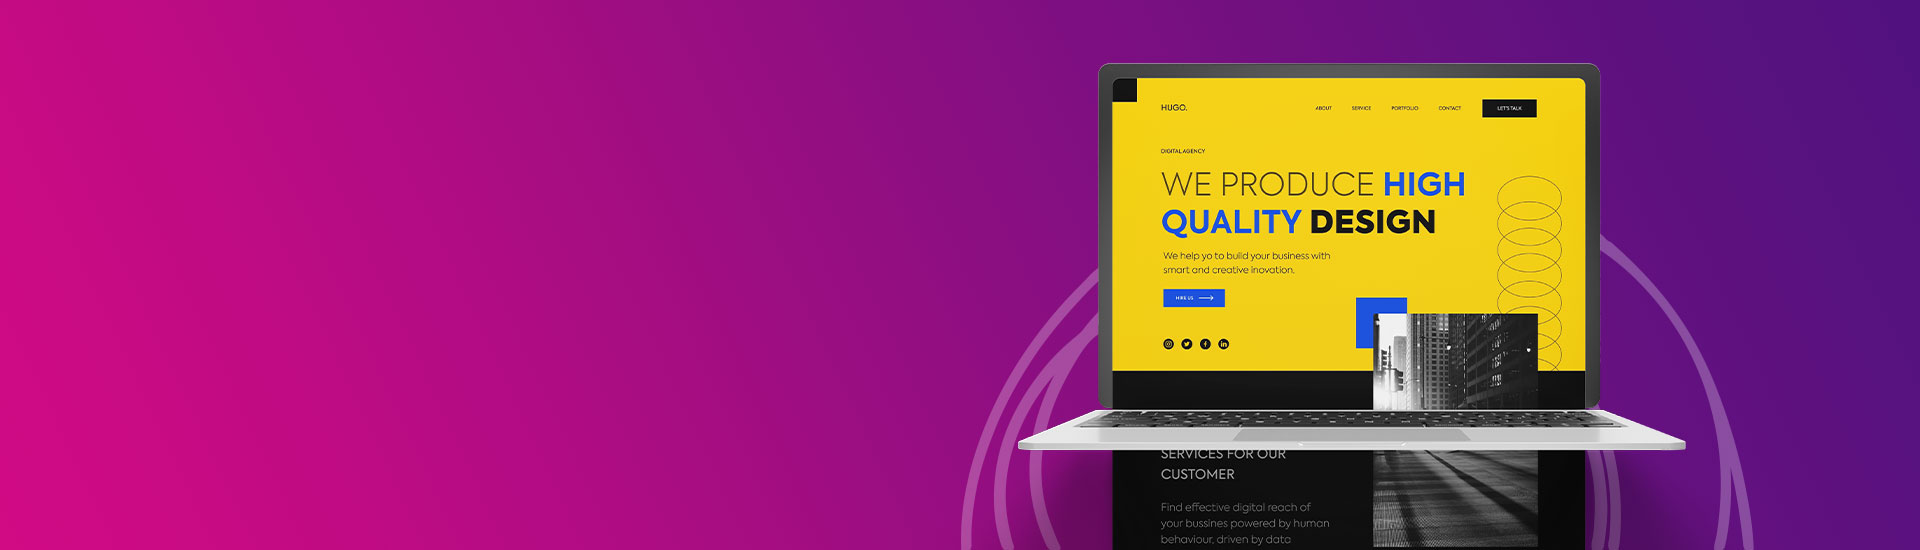 HUGO.
ABOUT SERVICE PORTFOLIO CONTACT LET'S TALK
DIGITAL AGENCY
WE PRODUCE HIGH
QUALITY DESIGN
We help yo to build your business with
smart and creative inovation.
HIRE US
SERVICES FOR OUR
CUSTOMER
Find effective digital reach of
your bussines powered by human
behaviour, driven by data